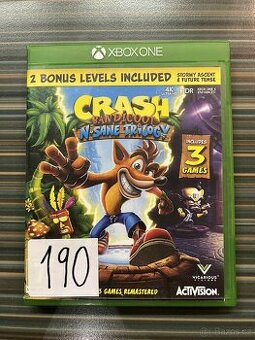 XBOX ONE
2 BONUS LEVELS INCLUDED
STORMY ASCENT
& FUTURE TENSE
4K
HDR
CRASH
BANDICOOT
N. SANE TRILOGY
INCLUDES
3
GAMES
190
GAMES REMASTERED
VICARIOUS
ACTIVISION